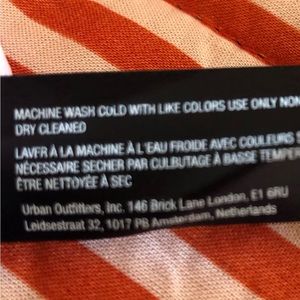 MACHINE WASH COLD WITH LIKE COLORS USE ONLY NON
DRY CLEANED
LAVER À LA MACHINE À L'EAU FROIDE AVEC COULEURS
NÉCESSAIRE SECHER PAR CULBUTAGE À BASSE TEMPE
ÊTRE NETTOYÉE À SEC
Urban Outfitters, Inc. 146 Brick Lane London, E1 6RU
Leidsestraat 32, 1017 PB Amsterdam, Netherlands